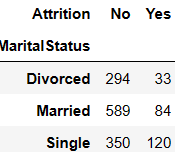 Attrition No Yes
MaritalStatus
Divorced 294 33
Married 589 84
Single 350 120